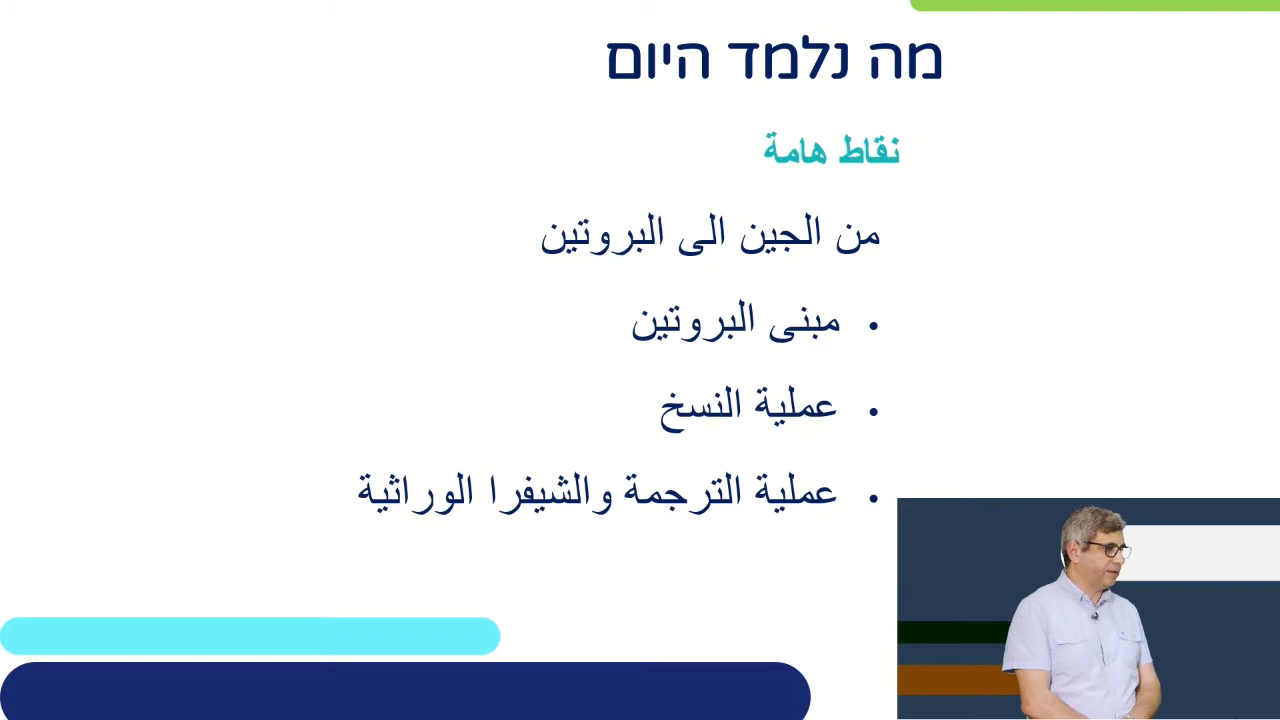 מה נלמד היום
نقاط هامة
من الجين الى البروتين
• مبنى البروتين
• عملية النسخ
• عملية الترجمة والشيفرا الوراثية